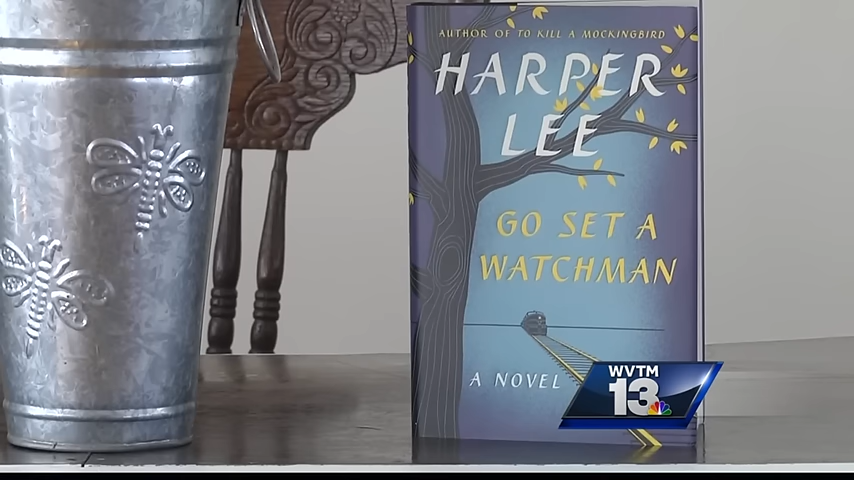 AUTHOR OF TO KILL A MOCKINGBIRD
HARPER
LEE
GO SET A
WATCHMAN
A NOVEL
WVTM
13